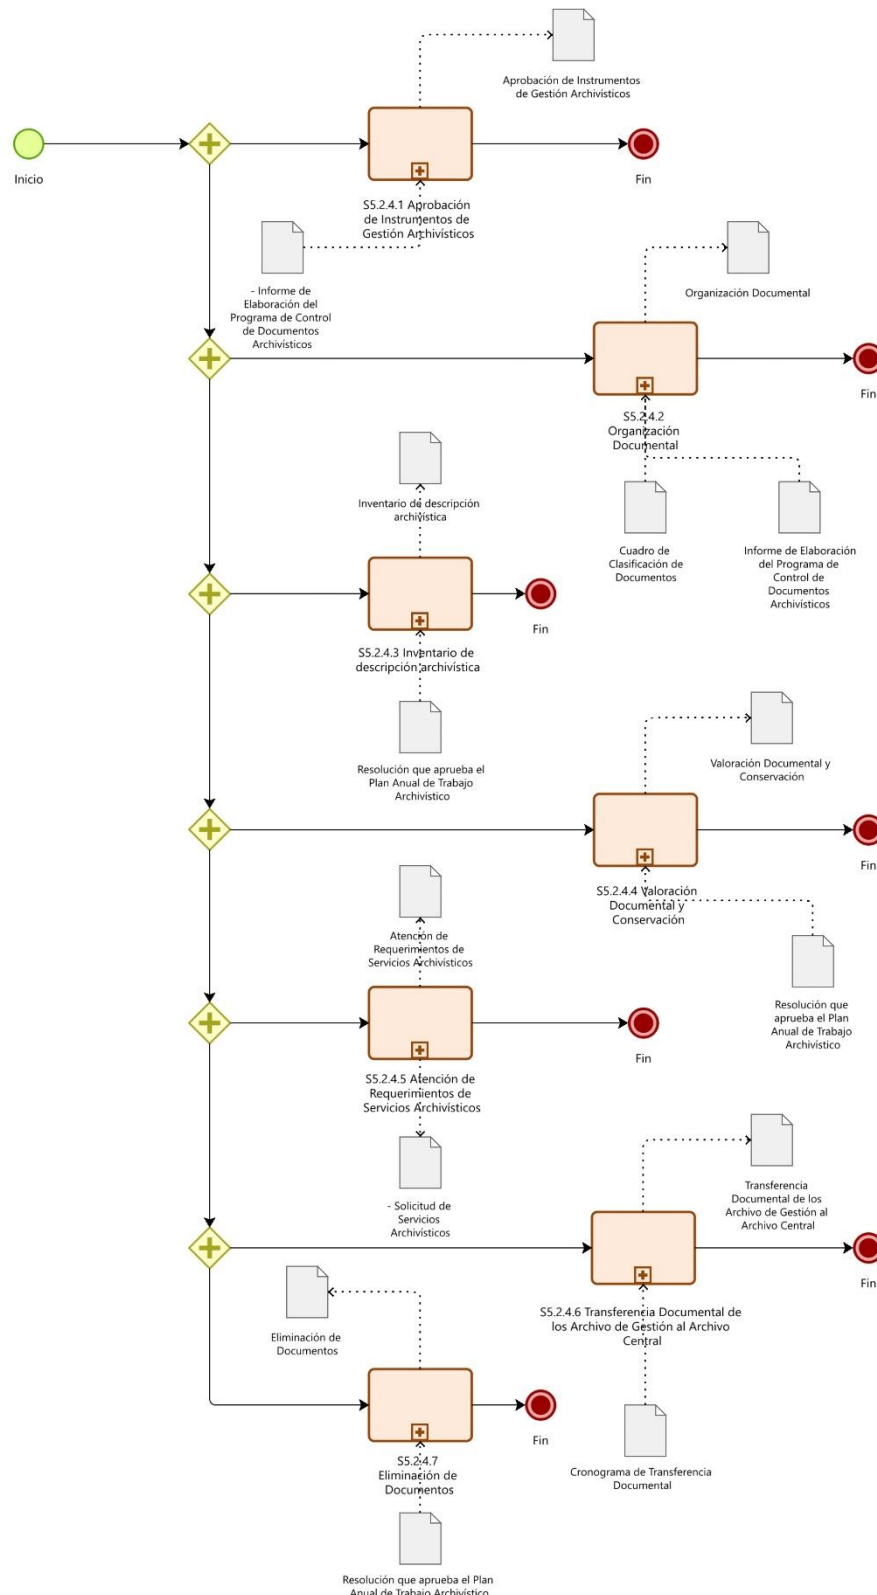 Aprobación de Instrumentos
de Gestión Archivísticos
Inicio
Fin
S5.2.4.1 Aprobación
de Instrumentos de
Gestión Archivísticos
- Informe de
Elaboración del
Programa de Control
de Documentos
Archivísticos
Organización Documental
Fin
S5.2.4.2
Organización
Documental
Inventario de descripción
archivística
Cuadro de
Clasificación de
Documentos
Informe de Elaboración
del Programa de
Control de
Documentos
Archivísticos
Fin
S5.2.4.3 Inventario de
descripción archivística
Resolución que aprueba el
Plan Anual de Trabajo
Archivístico
Valoración Documental y
Conservación
Fin
S5.2.4.4 Valoración
Documental y
Conservación
Atención de
Requerimientos de
Servicios Archivísticos
Resolución que
aprueba el Plan
Anual de Trabajo
Archivístico
Fin
S5.2.4.5 Atención de
Requerimientos de
Servicios Archivísticos
- Solicitud de
Servicios
Archivísticos
Transferencia
Documental de los
Archivo de Gestión al
Archivo Central
Fin
S5.2.4.6 Transferencia Documental de
los Archivo de Gestión al Archivo
Central
Eliminación de
Documentos
Fin
S5.2.4.7
Eliminación de
Documentos
Cronograma de Transferencia
Documental
Resolución que aprueba el Plan
Anual de Trabajo Archivístico